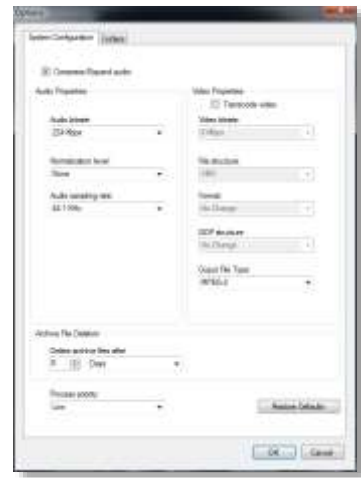 Options
System Configuration
Compress/Expand audio
Audio Properties
Video Properties
Transcode video
Audio bitrate
Video bitrate
224 Kbps
Normalization level
File structure
None
Audio sampling rate
Format
44.1 KHz
No Change
GOP structure
No Change
Output File Type
MPEG-2
Archive File Deletion
Delete archive files after
Days
Process priority
Low
Restore Defaults
OK
Cancel